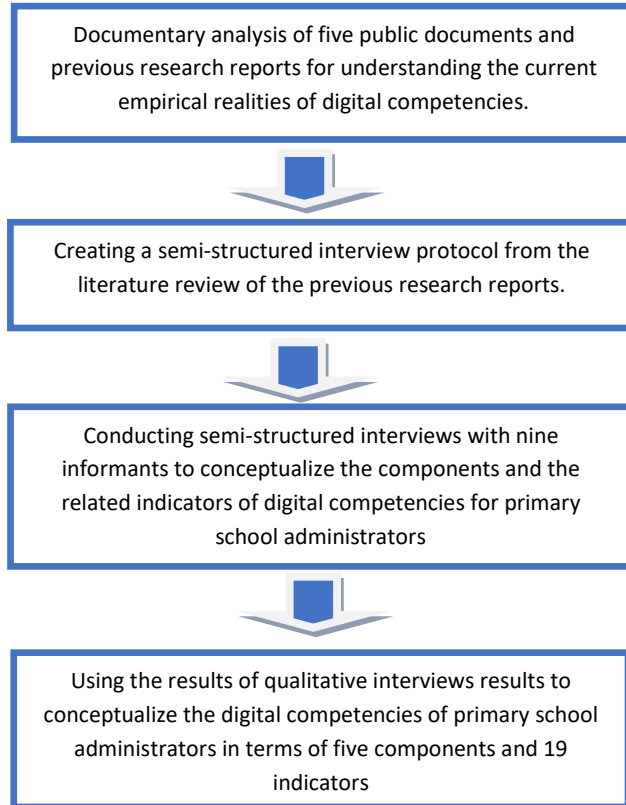 Documentary analysis of five public documents and
previous research reports for understanding the current
empirical realities of digital competencies.
Creating a semi-structured interview protocol from the
literature review of the previous research reports.
Conducting semi-structured interviews with nine
informants to conceptualize the components and the
related indicators of digital competencies for primary
school administrators
Using the results of qualitative interviews results to
conceptualize the digital competencies of primary school
administrators in terms of five components and 19
indicators